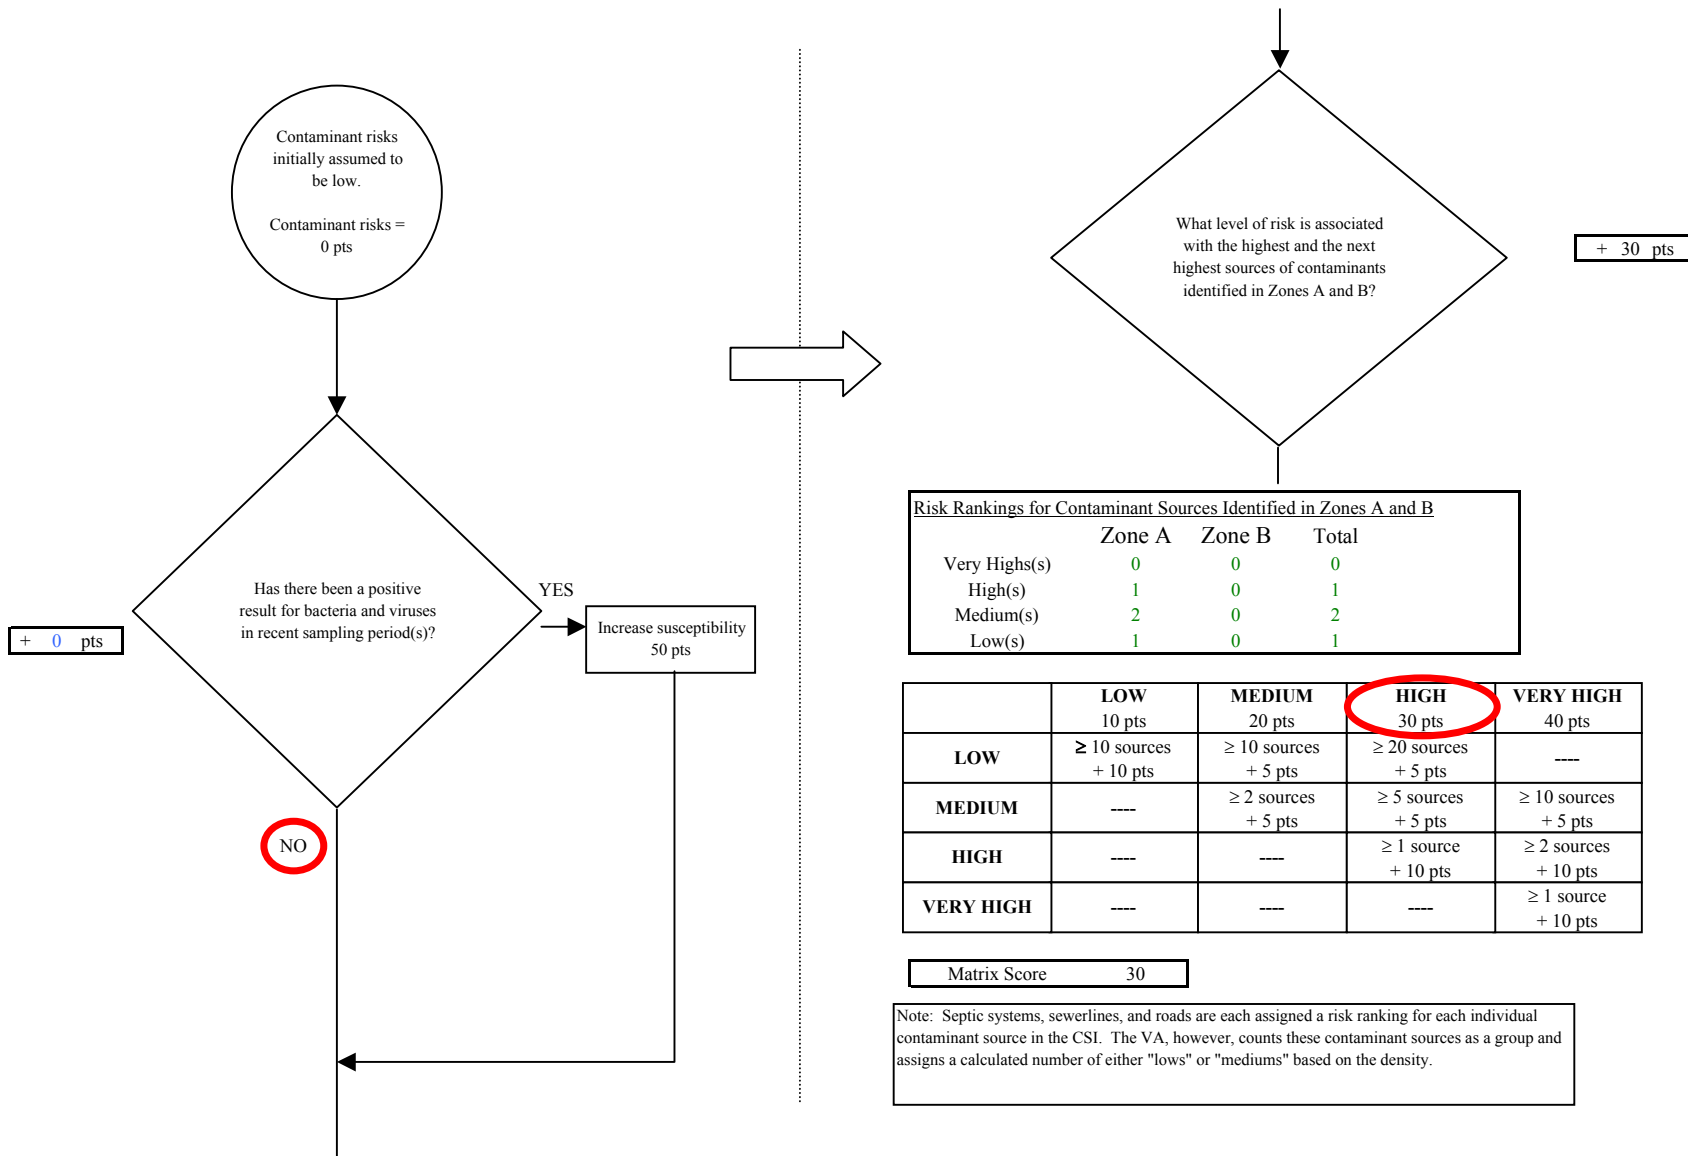 Contaminant risks
initially assumed to
be low.
Contaminant risks =
0 pts
Has there been a positive
result for bacteria and viruses
in recent sampling period(s)?
+ 0 pts
YES
Increase susceptibility
50 pts
NO
What level of risk is associated
with the highest and the next
highest sources of contaminants
identified in Zones A and B?
+ 30 pts
Risk Rankings for Contaminant Sources Identified in Zones A and B
Zone A Zone B Total
Very Highs(s) 0 0 0
High(s) 1 0 1
Medium(s) 2 0 2
Low(s) 1 0 1
LOW MEDIUM HIGH VERY HIGH
10 pts 20 pts 30 pts 40 pts
LOW ≥ 10 sources ≥ 10 sources ≥ 20 sources ----
+ 10 pts + 5 pts + 5 pts
MEDIUM ---- ≥ 2 sources ≥ 5 sources ≥ 10 sources
+ 5 pts + 5 pts + 5 pts
HIGH ---- ---- ≥ 1 source ≥ 2 sources
+ 10 pts + 10 pts
VERY HIGH ---- ---- ---- ≥ 1 source
+ 10 pts
Matrix Score 30
Note: Septic systems, sewerlines, and roads are each assigned a risk ranking for each individual
contaminant source in the CSI. The VA, however, counts these contaminant sources as a group and
assigns a calculated number of either "lows" or "mediums" based on the density.